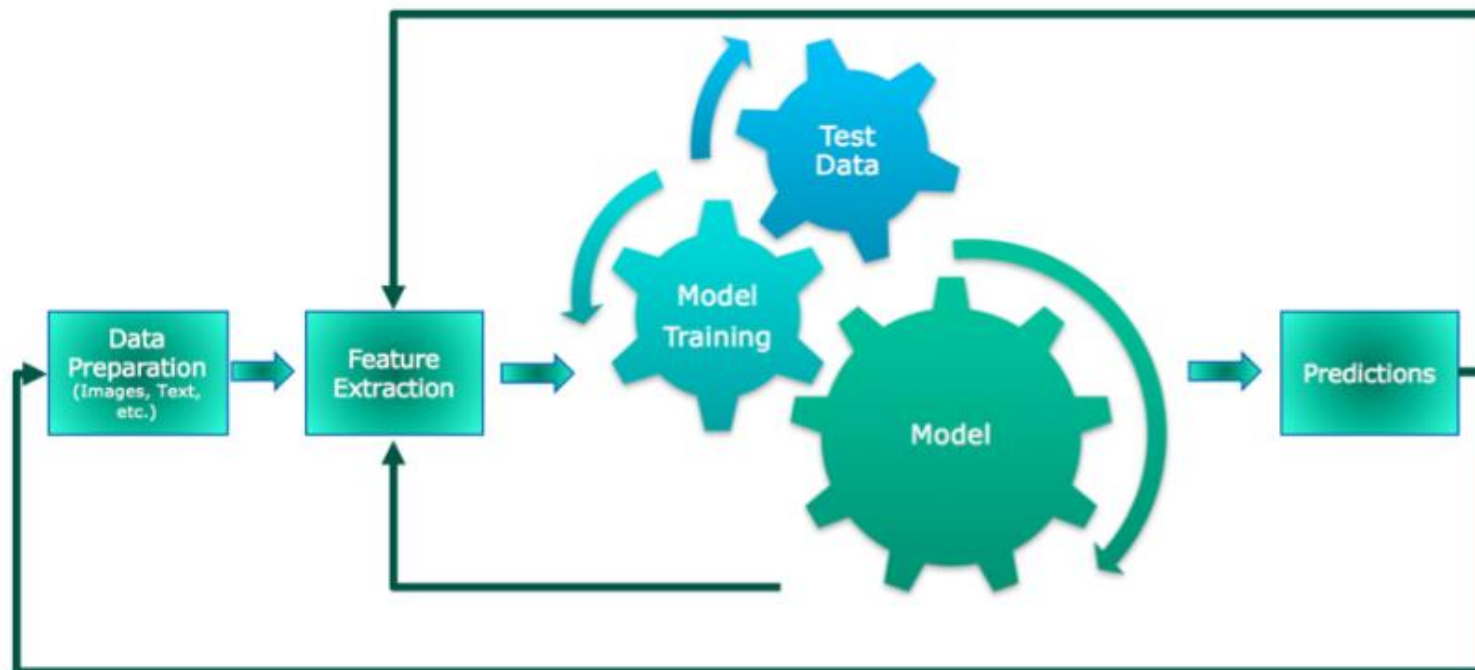 Test
Data
Model
Training
Data
Preparation
(Images, Text,
etc.)
Feature
Extraction
Model
Predictions